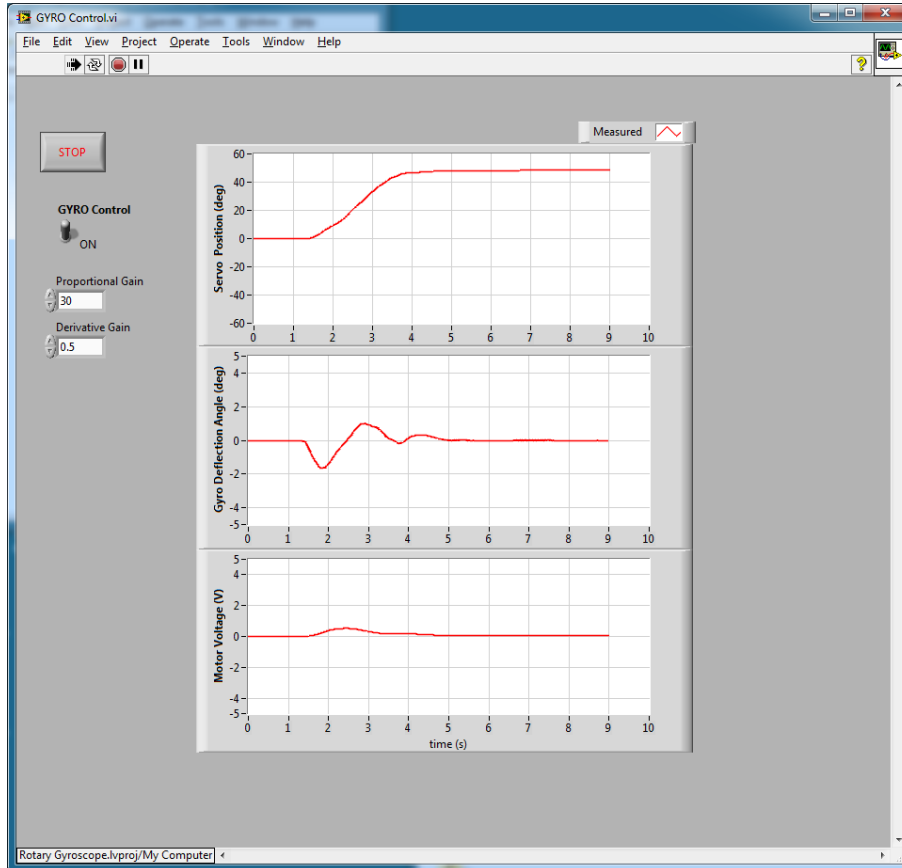 GYRO Control.vi
File Edit View Project Operate Tools Window Help
STOP
GYRO Control
ON
Proportional Gain
30
Derivative Gain
0.5
Measured
Servo Position (deg)
60
40
20
0
-20
-40
-60
0 1 2 3 4 5 6 7 8 9 10
Gyro Deflection Angle (deg)
5
4
2
0
-2
-4
-5
0 1 2 3 4 5 6 7 8 9 10
Motor Voltage (V)
5
4
2
0
-2
-4
-5
0 1 2 3 4 5 6 7 8 9 10
time (s)
Rotary Gyroscope.lvproj/My Computer